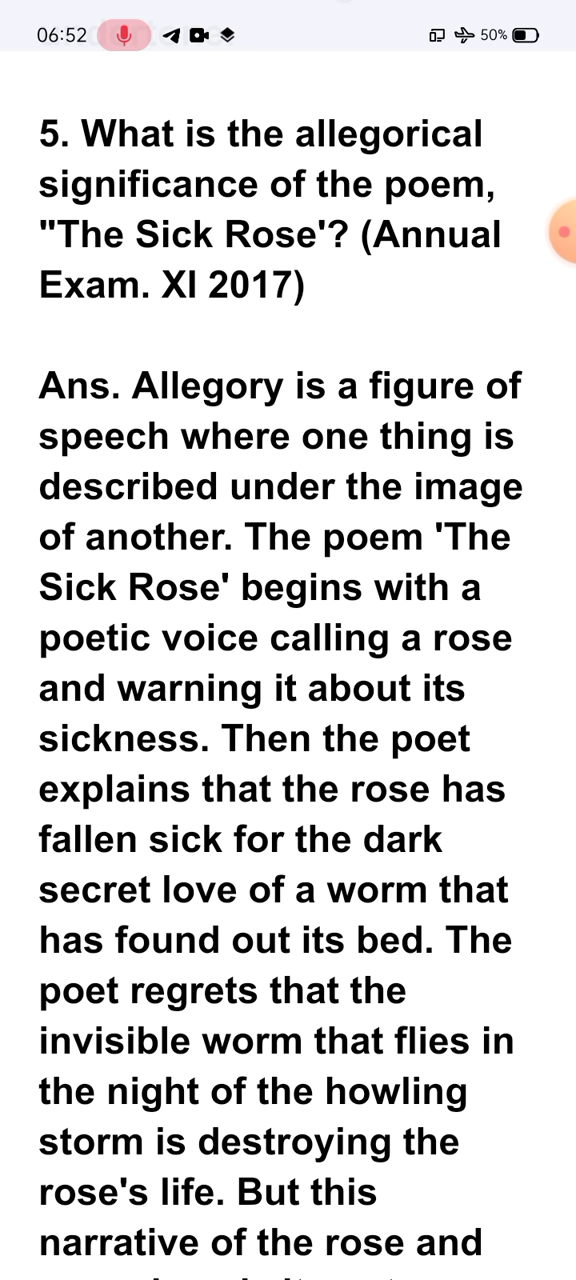 06:52
50%
5. What is the allegorical
significance of the poem,
"The Sick Rose'? (Annual
Exam. XI 2017)
Ans. Allegory is a figure of
speech where one thing is
described under the image
of another. The poem 'The
Sick Rose' begins with a
poetic voice calling a rose
and warning it about its
sickness. Then the poet
explains that the rose has
fallen sick for the dark
secret love of a worm that
has found out its bed. The
poet regrets that the
invisible worm that flies in
the night of the howling
storm is destroying the
rose's life. But this
narrative of the rose and